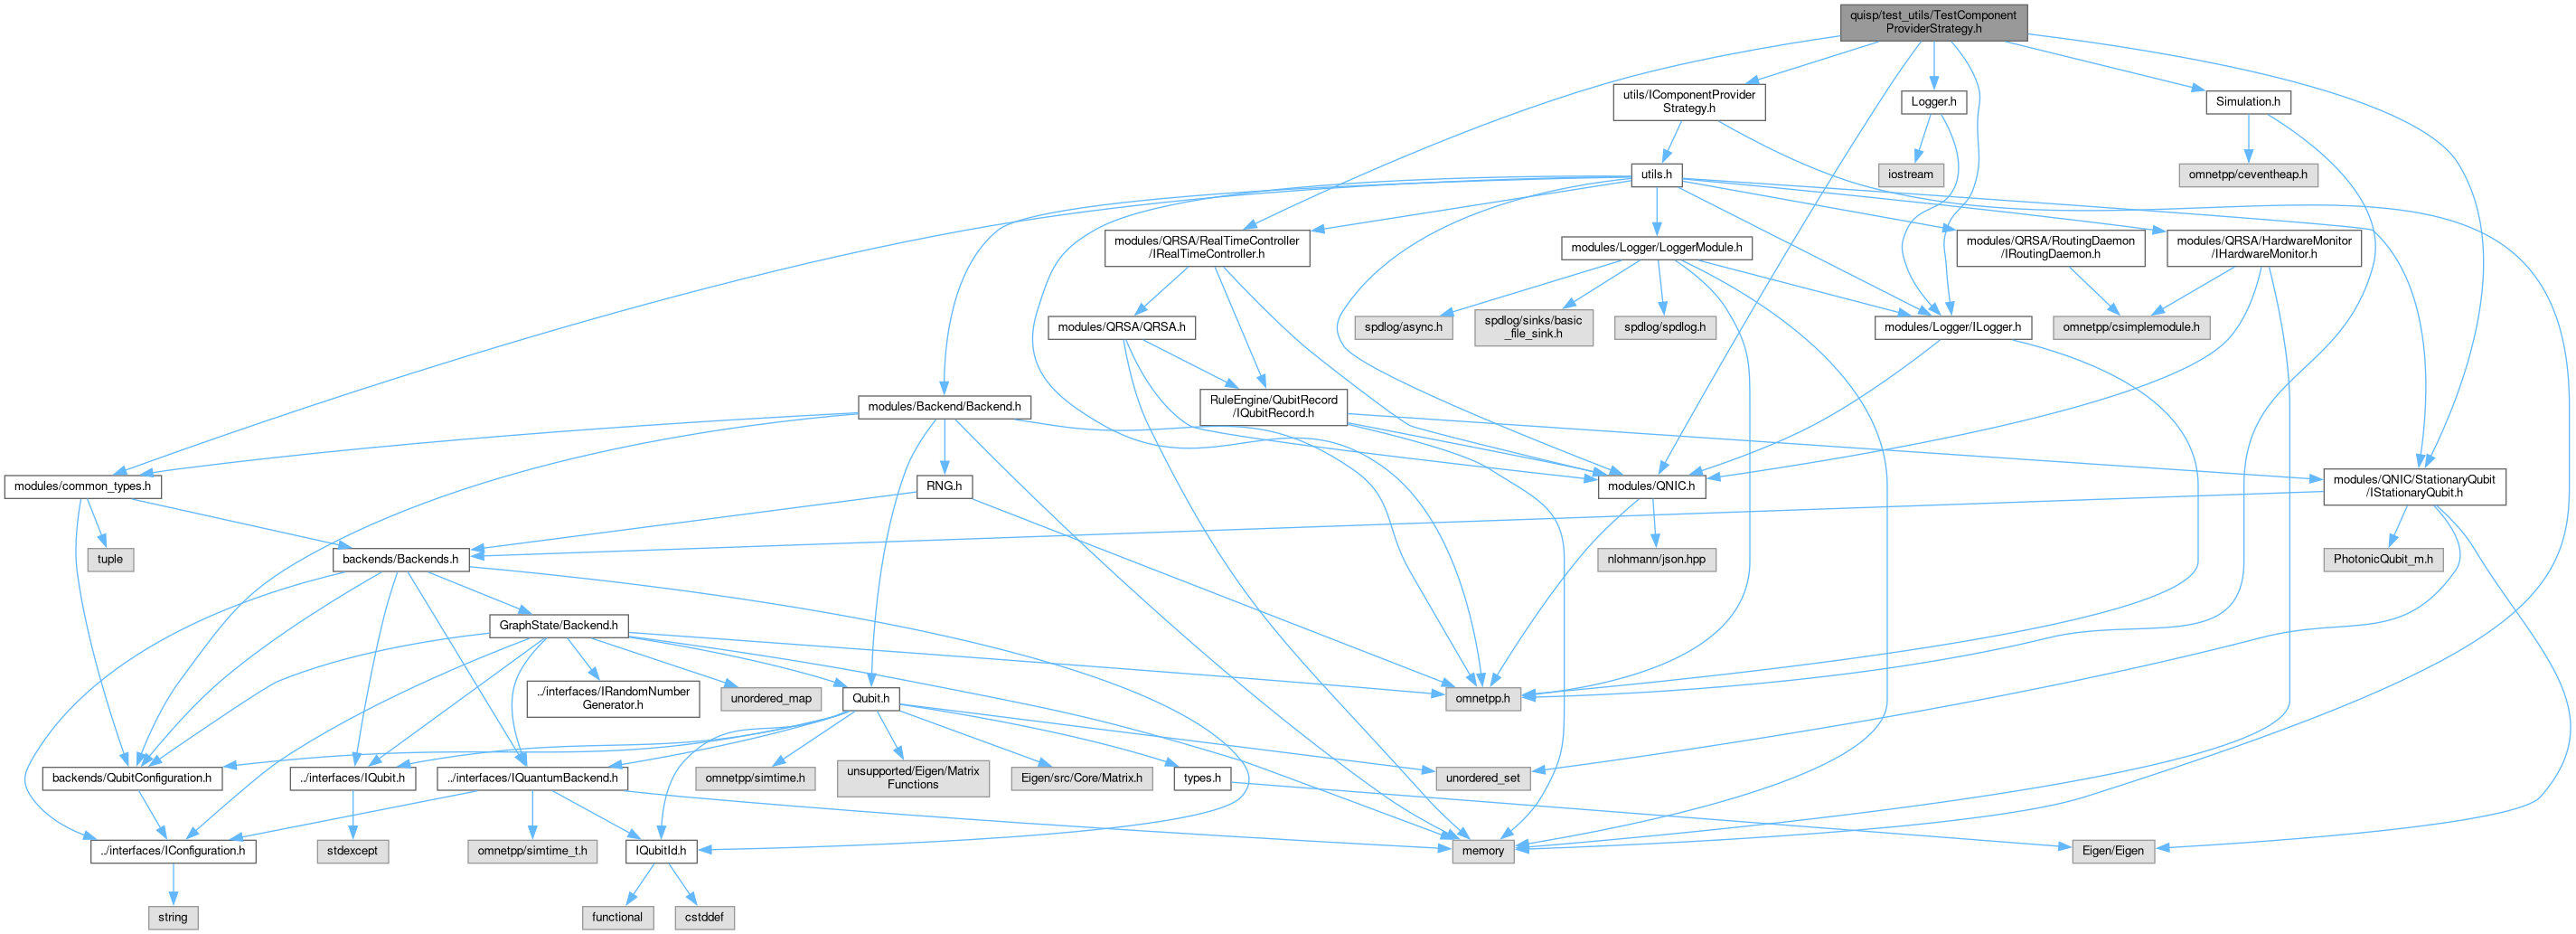 quisp/test_utils/TestComponent
ProviderStrategy.h
utils/IComponentProvider
Strategy.h
Logger.h
Simulation.h
iostream
omnetpp/ceventheap.h
utils.h
modules/QRSA/RealTimeController
/IRealTimeController.h
modules/Logger/LoggerModule.h
modules/QRSA/RoutingDaemon
/IRoutingDaemon.h
modules/QRSA/HardwareMonitor
/IHardwareMonitor.h
modules/QRSA/QRSA.h
spdlog/async.h
spdlog/sinks/basic
_file_sink.h
spdlog/spdlog.h
modules/Logger/ILogger.h
omnetpp/csimplemodule.h
modules/Backend/Backend.h
RuleEngine/QubitRecord
/IQubitRecord.h
modules/common_types.h
RNG.h
modules/QNIC.h
modules/QNIC/StationaryQubit
/IStationaryQubit.h
tuple
backends/Backends.h
nlohmann/json.hpp
PhotonicQubit_m.h
GraphState/Backend.h
../interfaces/IRandomNumber
Generator.h
unordered_map
Qubit.h
omnetpp.h
backends/QubitConfiguration.h
../interfaces/IQubit.h
../interfaces/IQuantumBackend.h
omnetpp/simtime.h
unsupported/Eigen/Matrix
Functions
Eigen/src/Core/Matrix.h
types.h
unordered_set
../interfaces/IConfiguration.h
stdexcept
omnetpp/simtime_t.h
IQubitId.h
memory
Eigen/Eigen
string
functional
cstddef